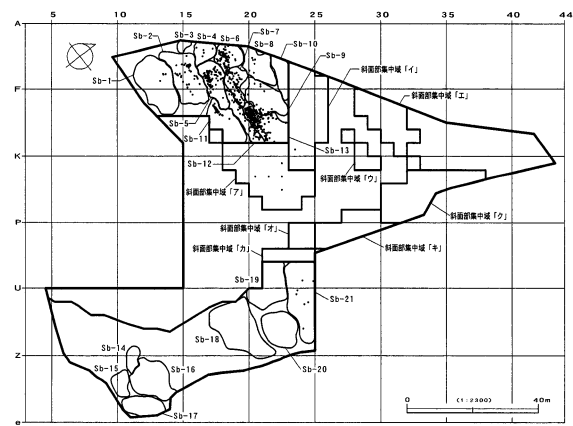 5 10 15 20 25 30 35 40 44
A
F
K
P
U
Z
e
Sb-1
Sb-2
Sb-3
Sb-4
Sb-6
Sb-7
Sb-8
Sb-10
Sb-9
斜面部集中域「イ」
斜面部集中域「エ」
Sb-5
Sb-11
Sb-12
Sb-13
斜面部集中域「ア」
斜面部集中域「ウ」
斜面部集中域「オ」
斜面部集中域「ク」
斜面部集中域「カ」
斜面部集中域「キ」
Sb-19
Sb-21
Sb-18
Sb-20
Sb-14
Sb-15
Sb-16
Sb-17
0 (1:2300) 40m